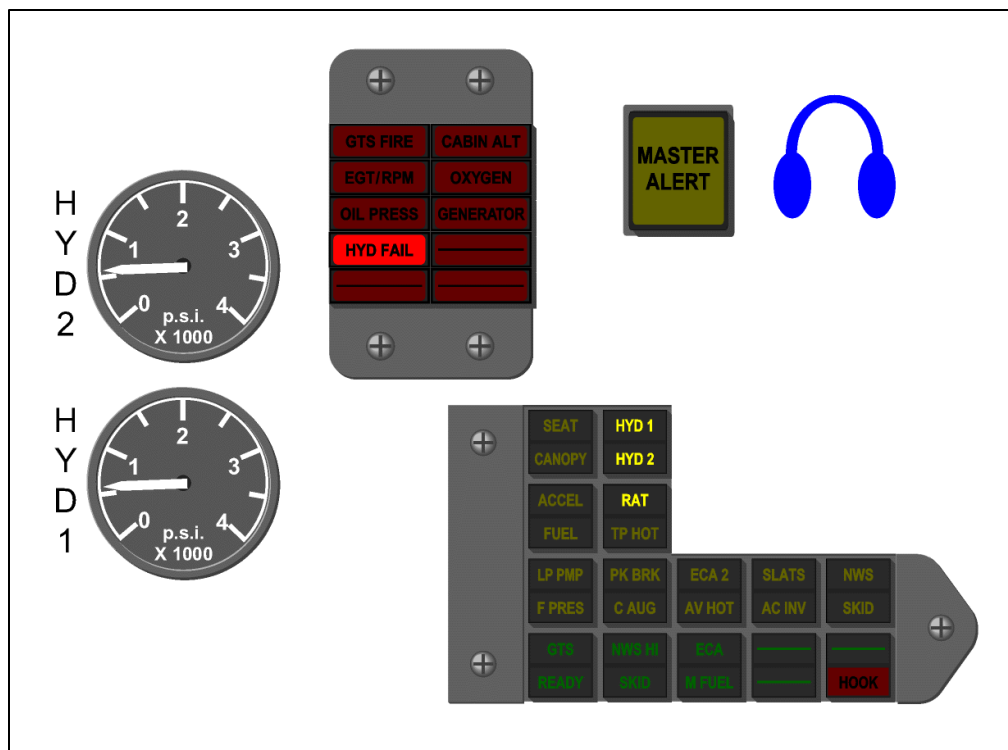 HYD2
0 1 2 3 4
p.s.i.
X 1000
HYD1
0 1 2 3 4
p.s.i.
X 1000
GTS FIRE CABIN ALT
EGT/RPM OXYGEN
OIL PRESS GENERATOR
HYD FAIL
MASTER
ALERT
SEAT HYD 1
CANOPY HYD 2
ACCEL RAT
FUEL TP HOT
LP PMP PK BRK ECA 2 SLATS NWS
F PRES C AUG AV HOT AC INV SKID
GTS NWS HI ECA
READY SKID M FUEL HOOK